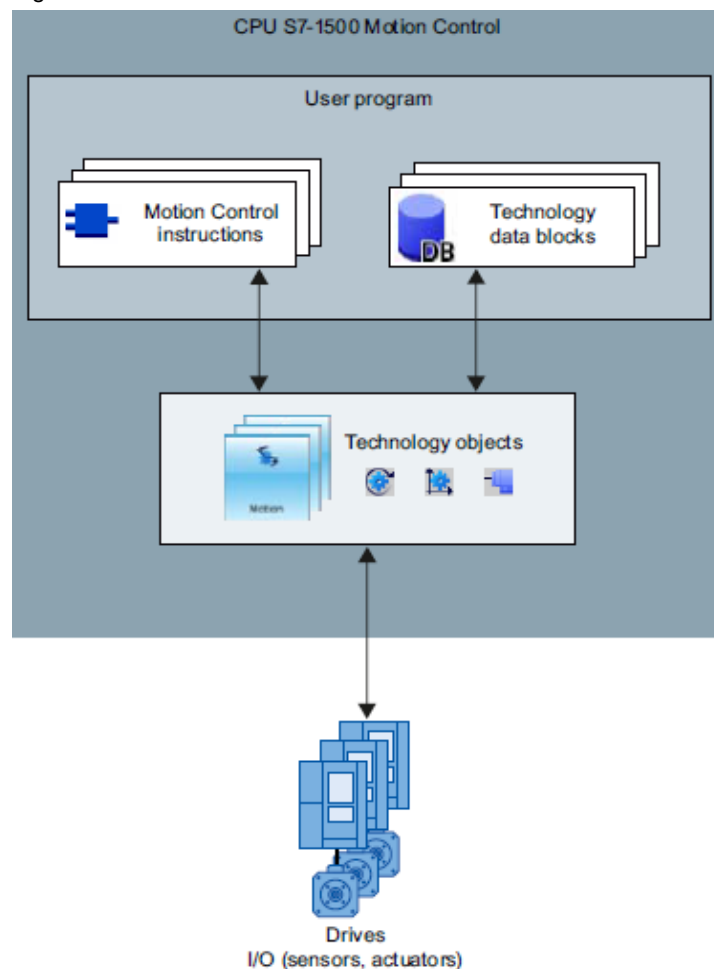 CPU S7-1500 Motion Control
User program
Motion Control
instructions
Technology
data blocks
DB
Technology objects
Motion
Drives
I/O (sensors, actuators)